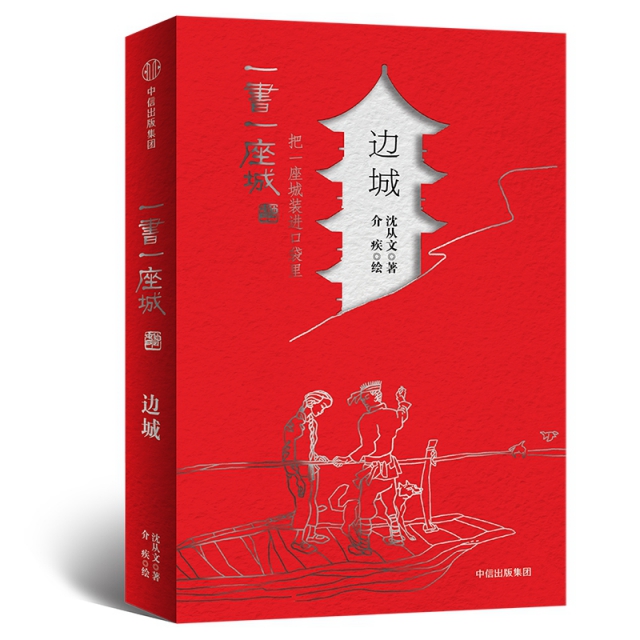 中信出版集团
一書一座城
边城
沈从文◎著
介疾◎绘
一書一座城
把一座城装进口袋里
边城
沈从文◎著
介疾◎绘
中信出版集团